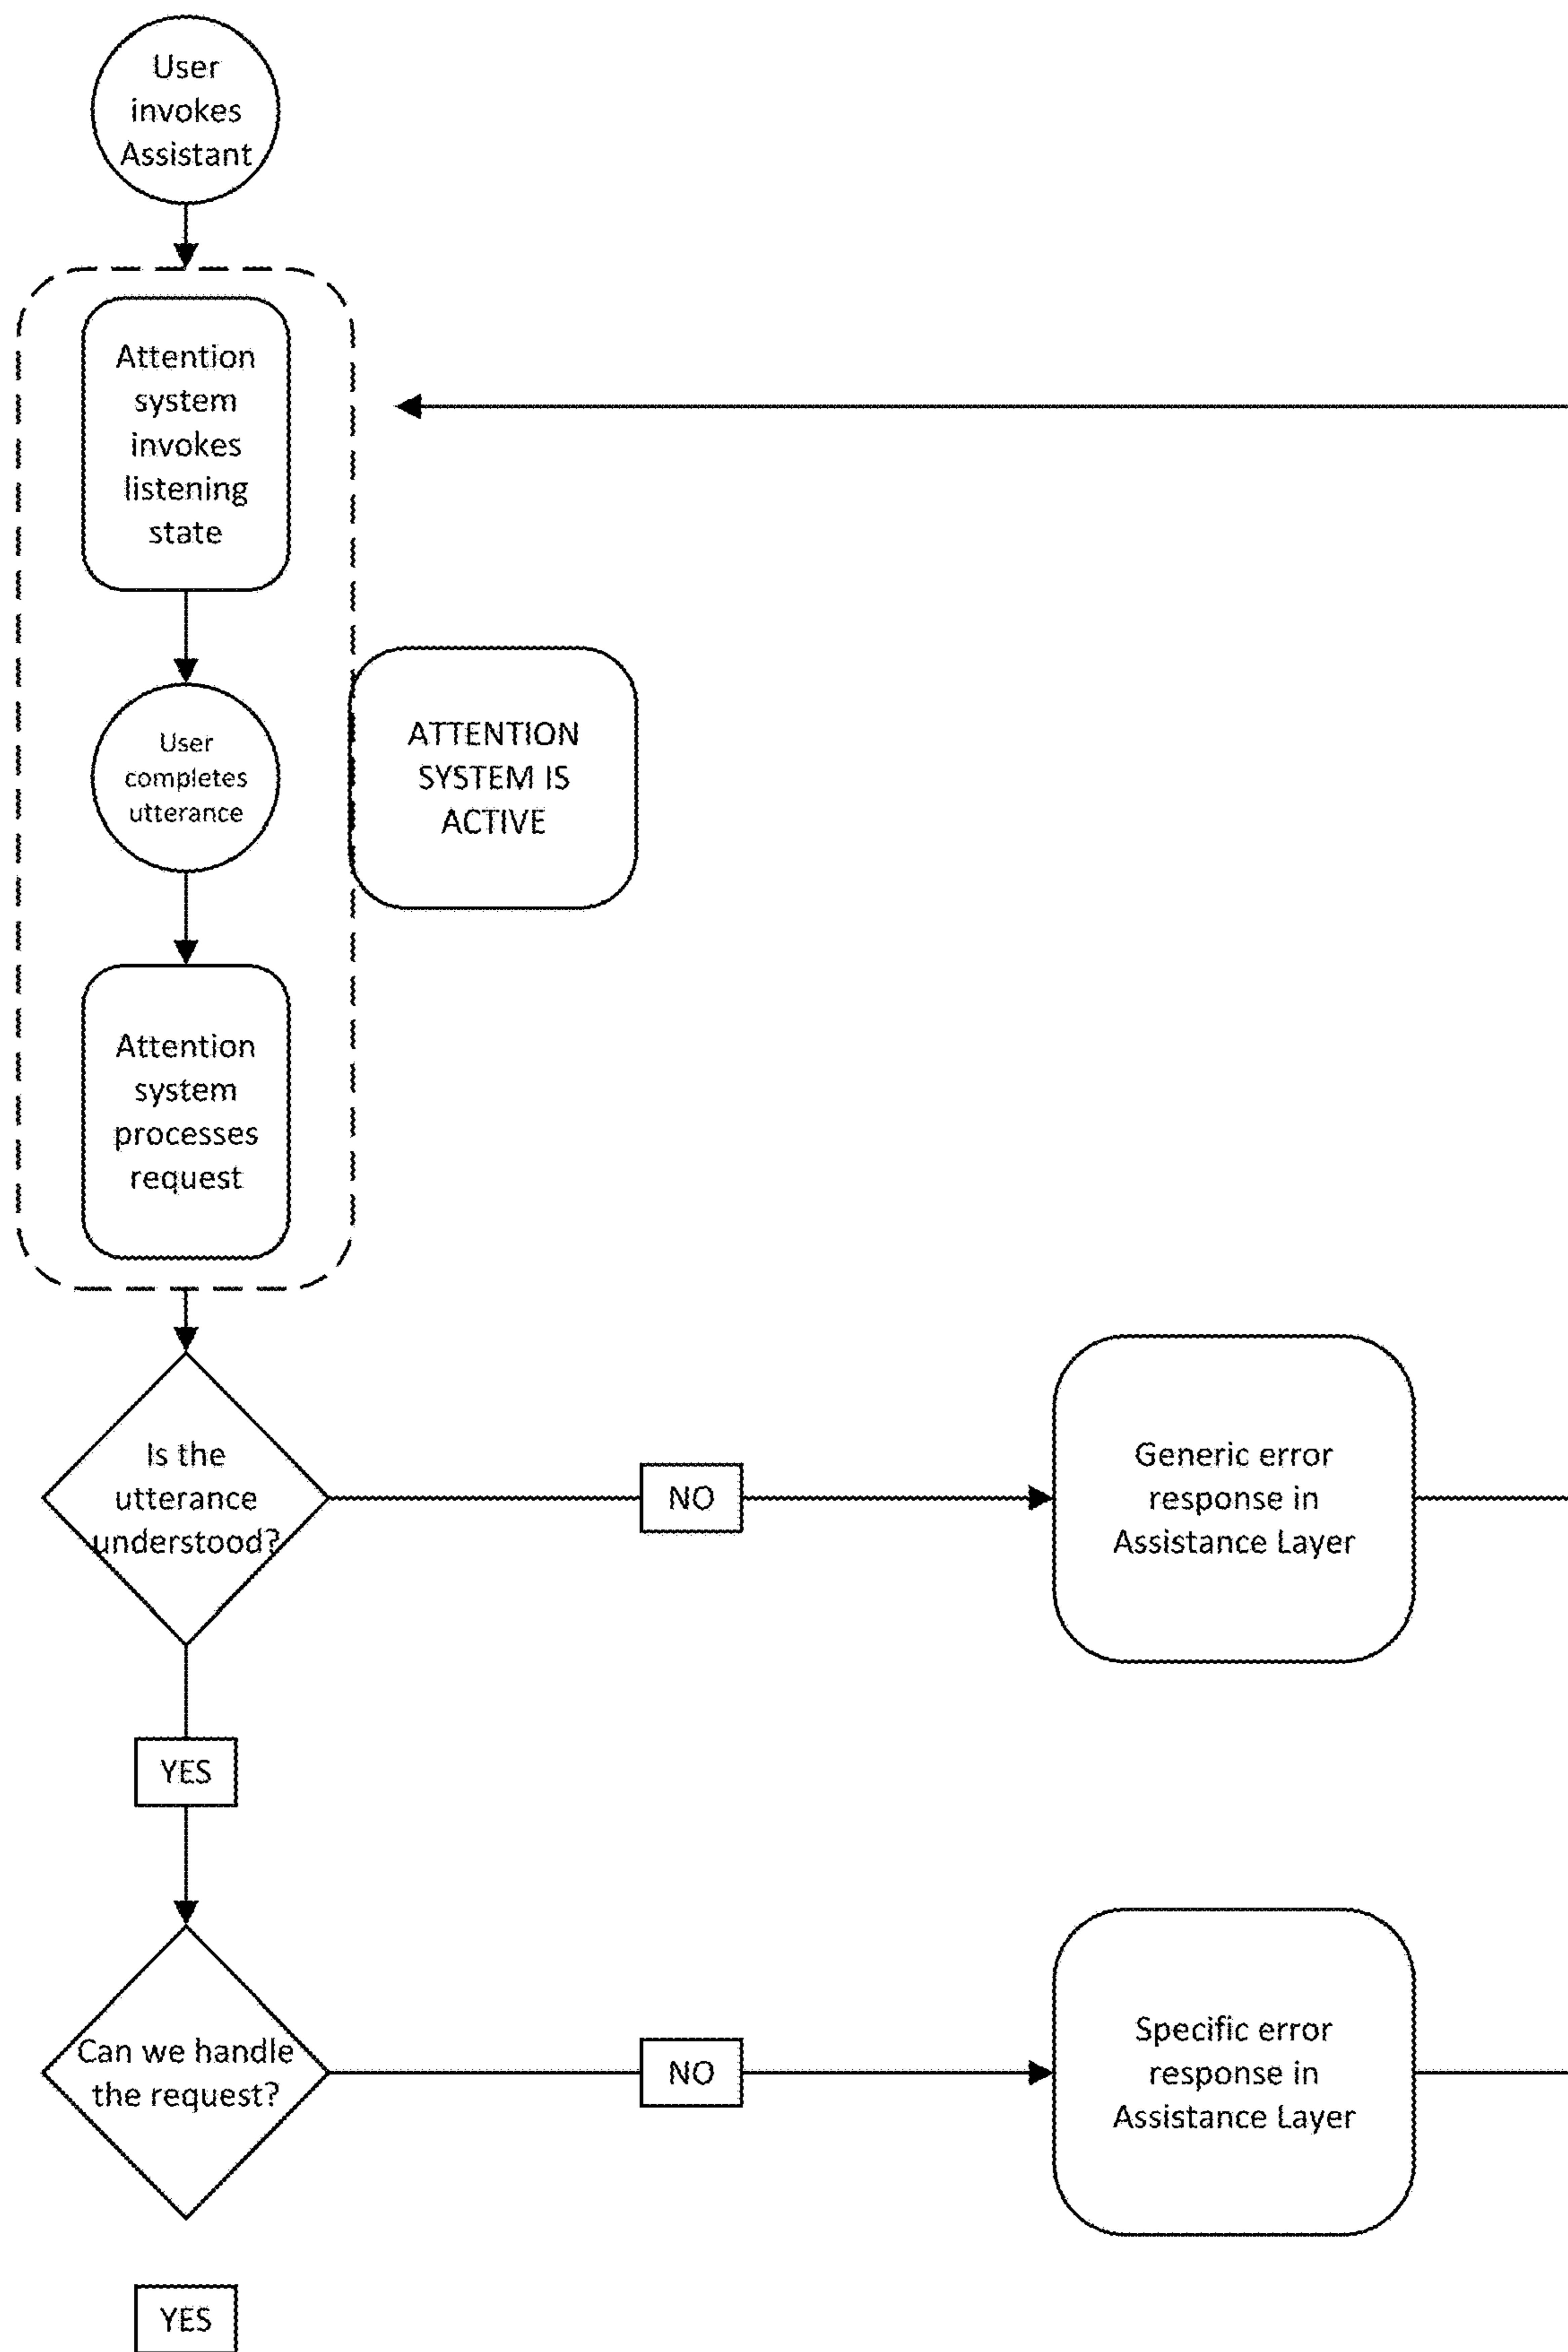 User
invokes
Assistant
Attention
system
invokes
listening
state
User
completes
utterance
ATTENTION
SYSTEM IS
ACTIVE
Attention
system
processes
request
Is the
utterance
understood?
NO
Generic error
response in
Assistance Layer
YES
Can we handle
the request?
NO
Specific error
response in
Assistance Layer
YES